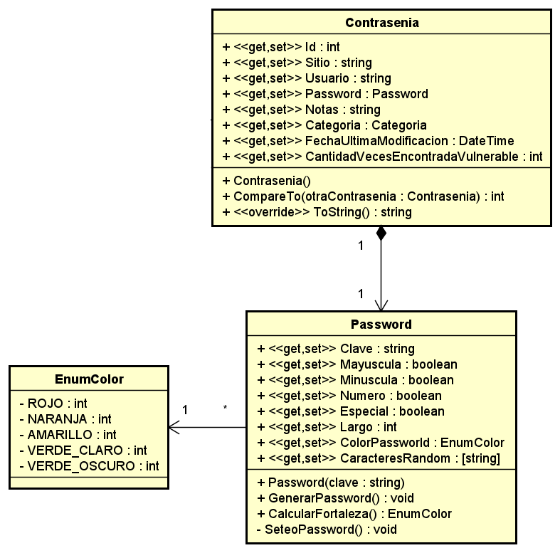 Contrasenia
+ <<get,set>> Id : int
+ <<get,set>> Sitio : string
+ <<get,set>> Usuario : string
+ <<get,set>> Password : Password
+ <<get,set>> Notas : string
+ <<get,set>> Categoria : Categoria
+ <<get,set>> FechaUltimaModificacion : DateTime
+ <<get,set>> CantidadVecesEncontradaVulnerable : int
+ Contrasenia()
+ CompareTo(otraContrasenia : Contrasenia) : int
+ <<override>> ToString() : string
1
1
Password
+ <<get,set>> Clave : string
+ <<get,set>> Mayuscula : boolean
+ <<get,set>> Minuscula : boolean
+ <<get,set>> Numero : boolean
+ <<get,set>> Especial : boolean
+ <<get,set>> Largo : int
+ <<get,set>> ColorPassworld : EnumColor
+ <<get,set>> CaracteresRandom : [string]
+ Password(clave : string)
+ GenerarPassword() : void
+ CalcularFortaleza() : EnumColor
- SeteoPassword() : void
1 *
EnumColor
- ROJO : int
- NARANJA : int
- AMARILLO : int
- VERDE_CLARO : int
- VERDE_OSCURO : int